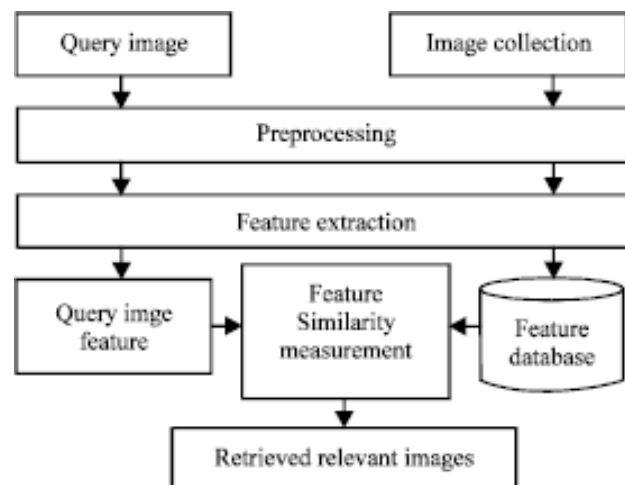 Query image
Image collection
Preprocessing
Feature extraction
Query imge
feature
Feature
Similarity
measurement
Feature
database
Retrieved relevant images